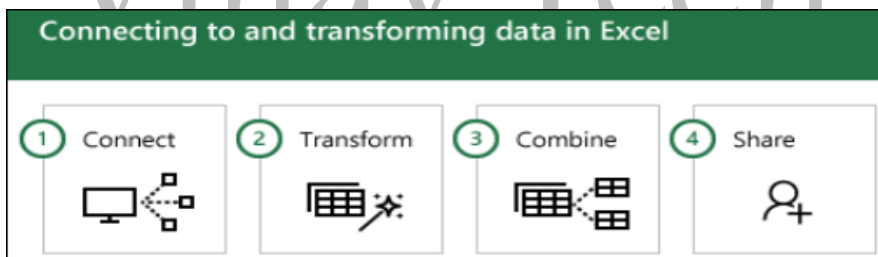 Connecting to and transforming data in Excel
1 Connect
2 Transform
3 Combine
4 Share